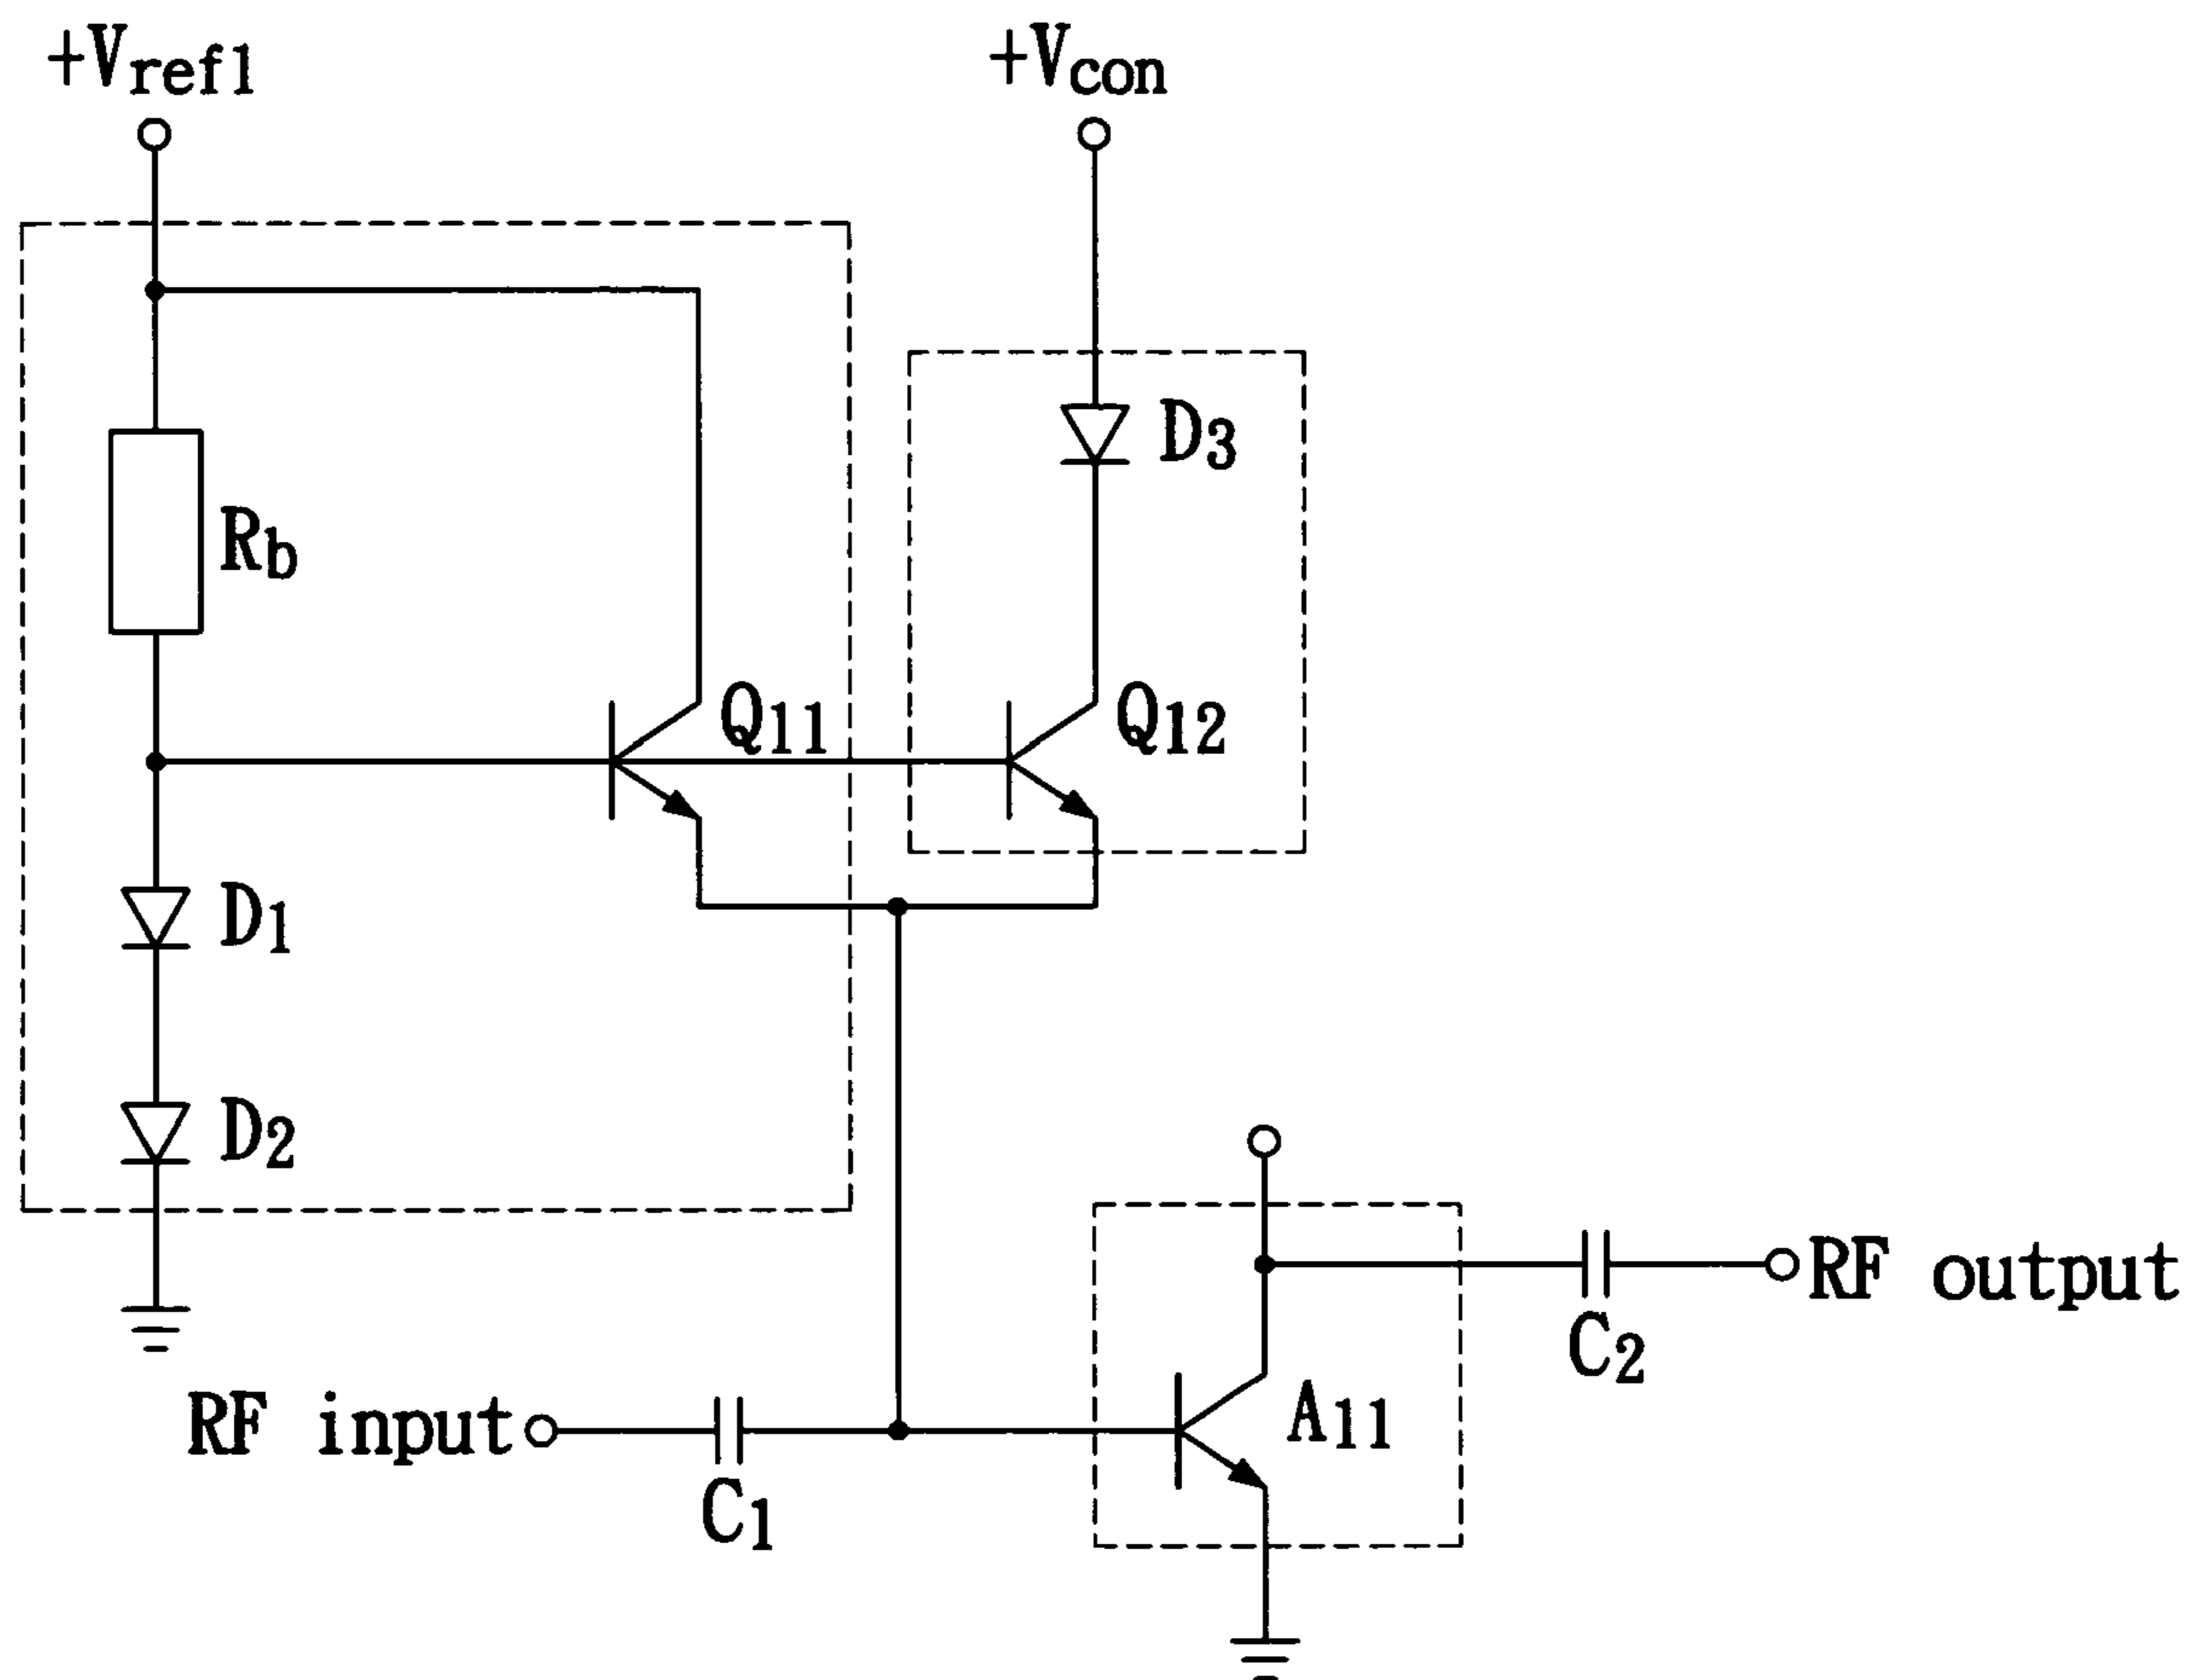 +Vref1
+Vcon
D3
Rb
Q11
Q12
D1
D2
RF output
C2
RF input
A11
C1